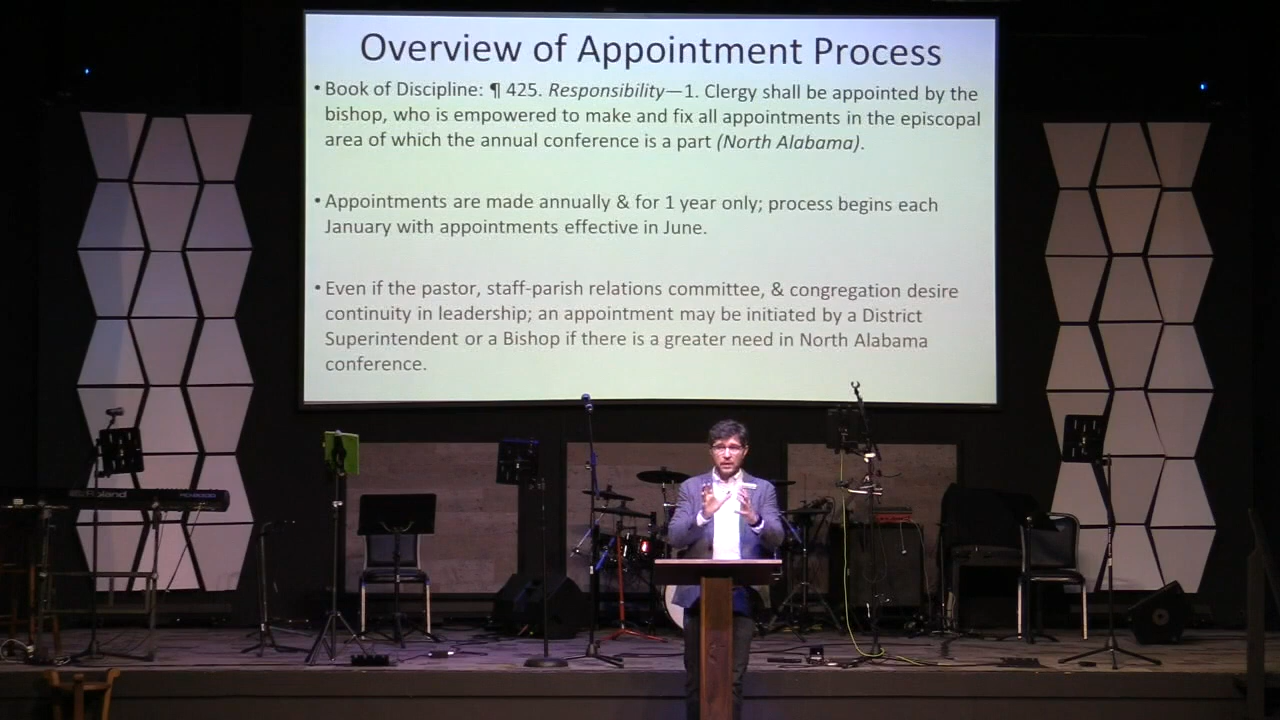 Overview of Appointment Process
• Book of Discipline: ¶ 425. Responsibility—1. Clergy shall be appointed by the
bishop, who is empowered to make and fix all appointments in the episcopal
area of which the annual conference is a part (North Alabama).
• Appointments are made annually & for 1 year only; process begins each
January with appointments effective in June.
• Even if the pastor, staff-parish relations committee, & congregation desire
continuity in leadership; an appointment may be initiated by a District
Superintendent or a Bishop if there is a greater need in North Alabama
conference.
Roland